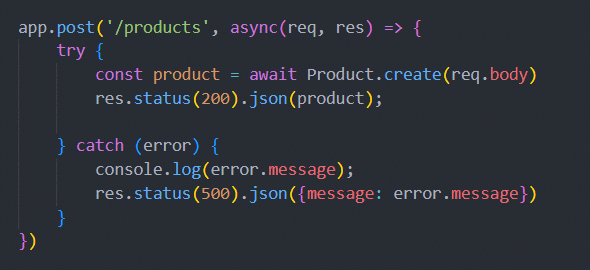 app.post('/products', async(req, res) => {
try {
const product = await Product.create(req.body)
res.status(200).json(product);
} catch (error) {
console.log(error.message);
res.status(500).json({message: error.message})
}
})